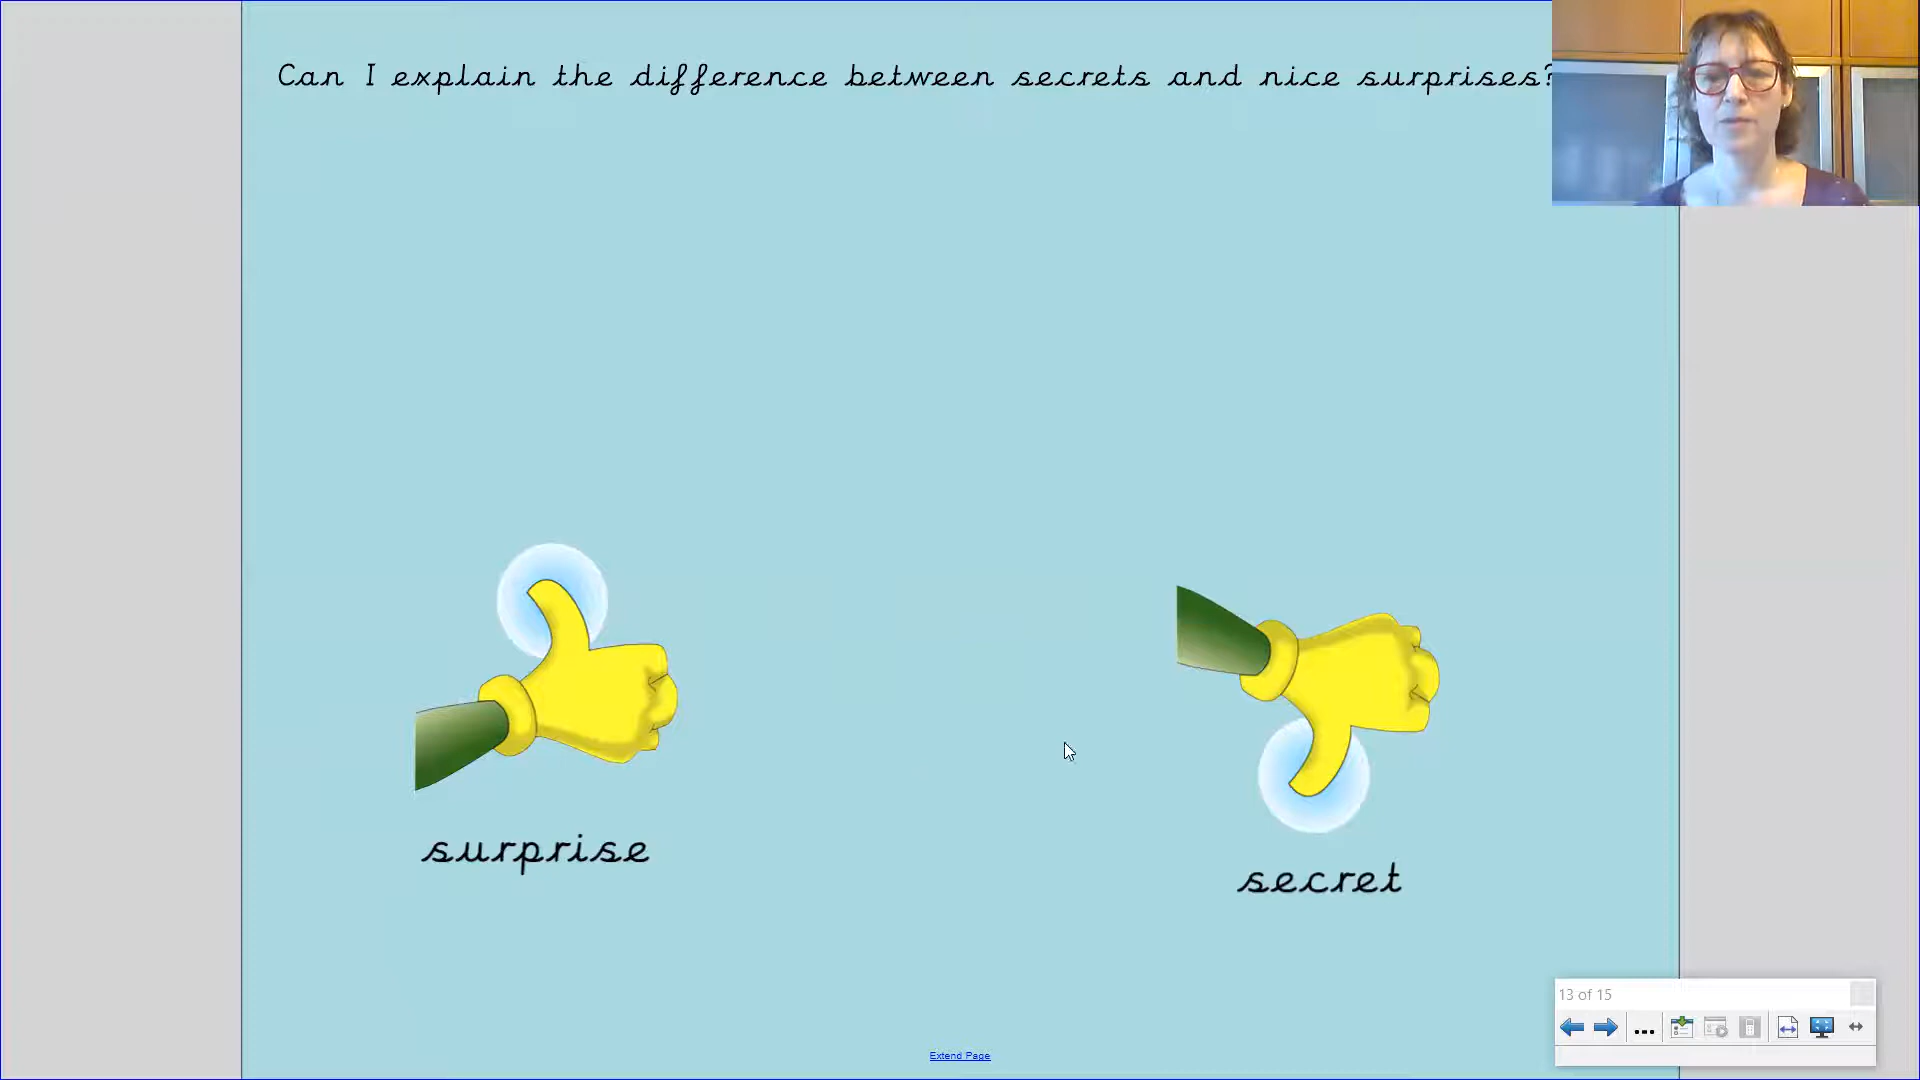 Can I explain the difference between secrets and nice surprises?
surprise
secret
13 of 15
Extend Page